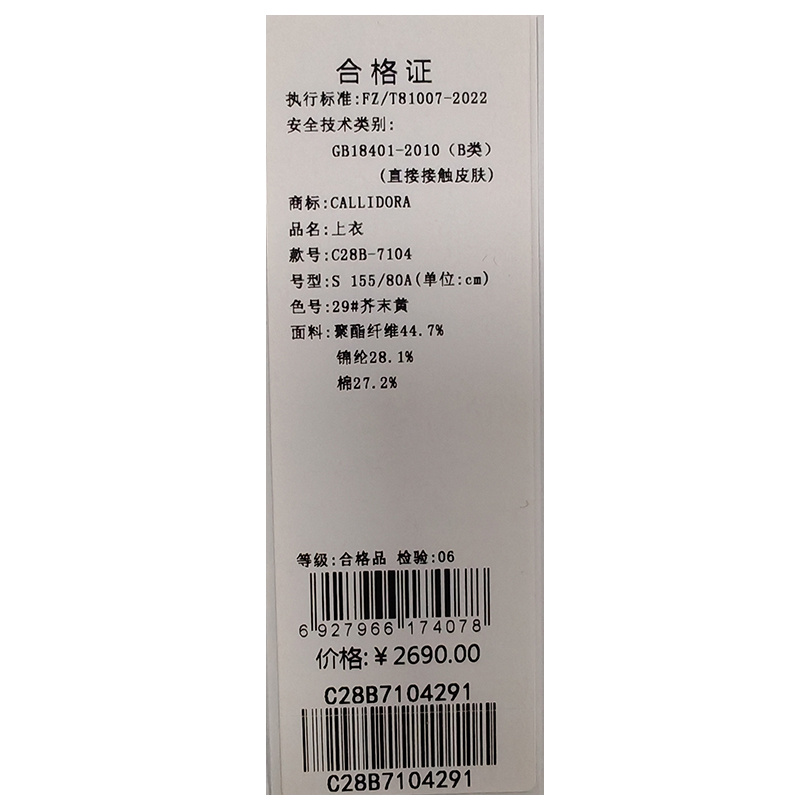 合格证
执行标准:FZ/T81007-2022
安全技术类别:
GB18401-2010（B类）
(直接接触皮肤)
商标:CALLIDORA
品名:上衣
款号:C28B-7104
号型:S 155/80A(单位:cm)
色号:29#芥末黄
面料:聚酯纤维44.7%
锦纶28.1%
棉27.2%
等级:合格品 检验:06
6 927966 174078
价格:¥2690.00
C28B7104291
C28B7104291